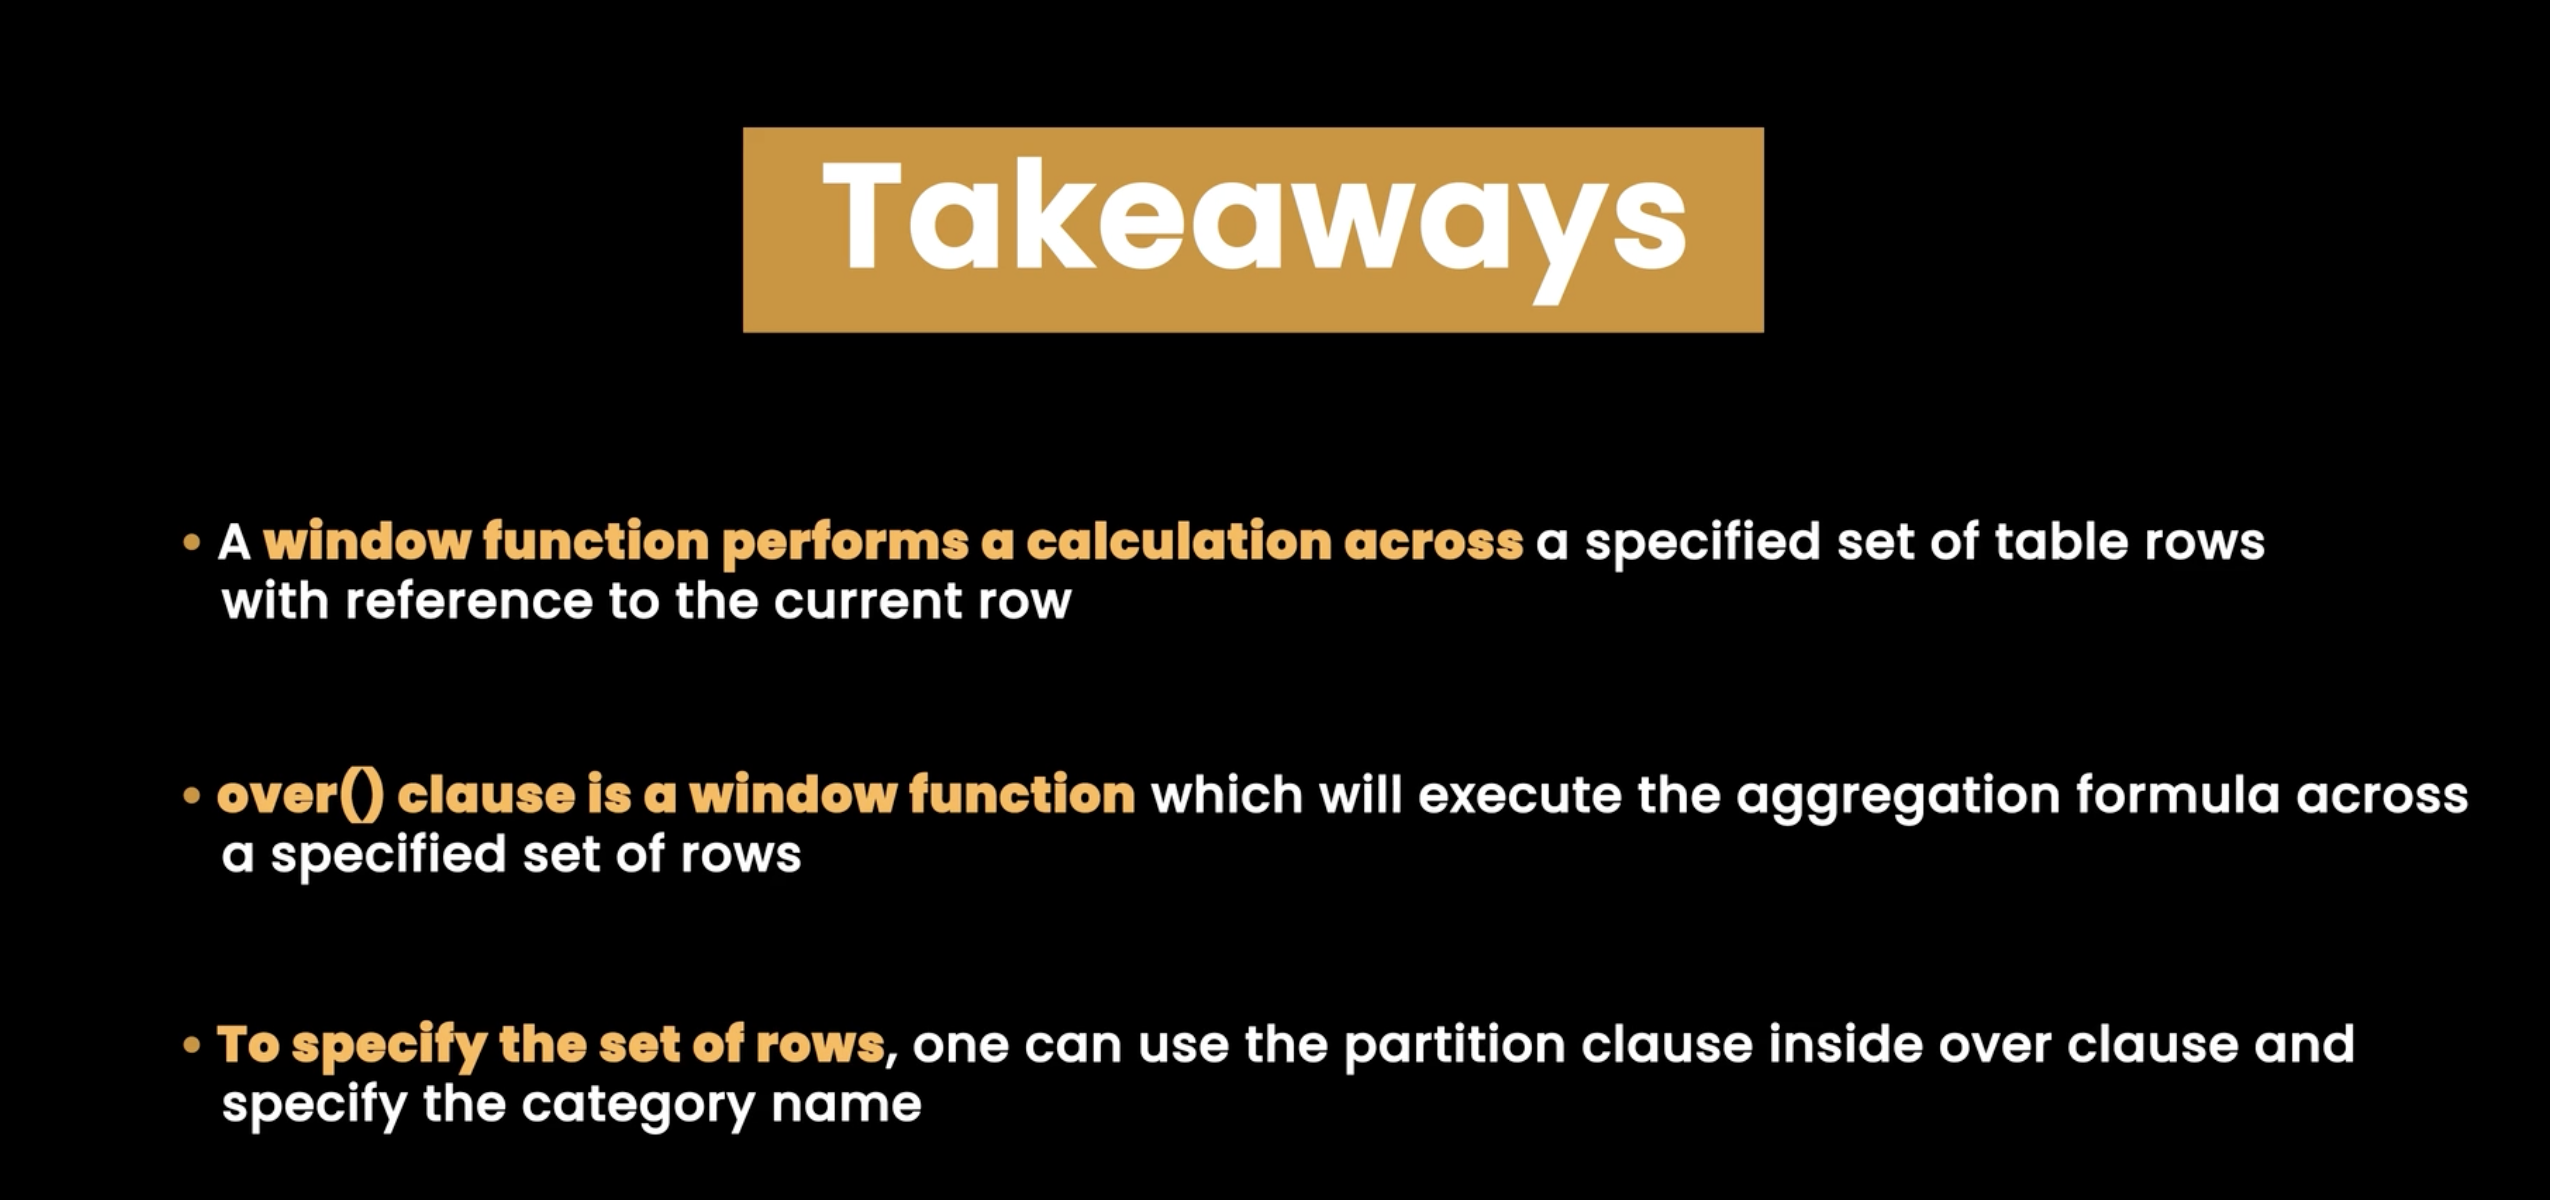 Takeaways
• A window function performs a calculation across a specified set of table rows
with reference to the current row
• over() clause is a window function which will execute the aggregation formula across
a specified set of rows
• To specify the set of rows, one can use the partition clause inside over clause and
specify the category name